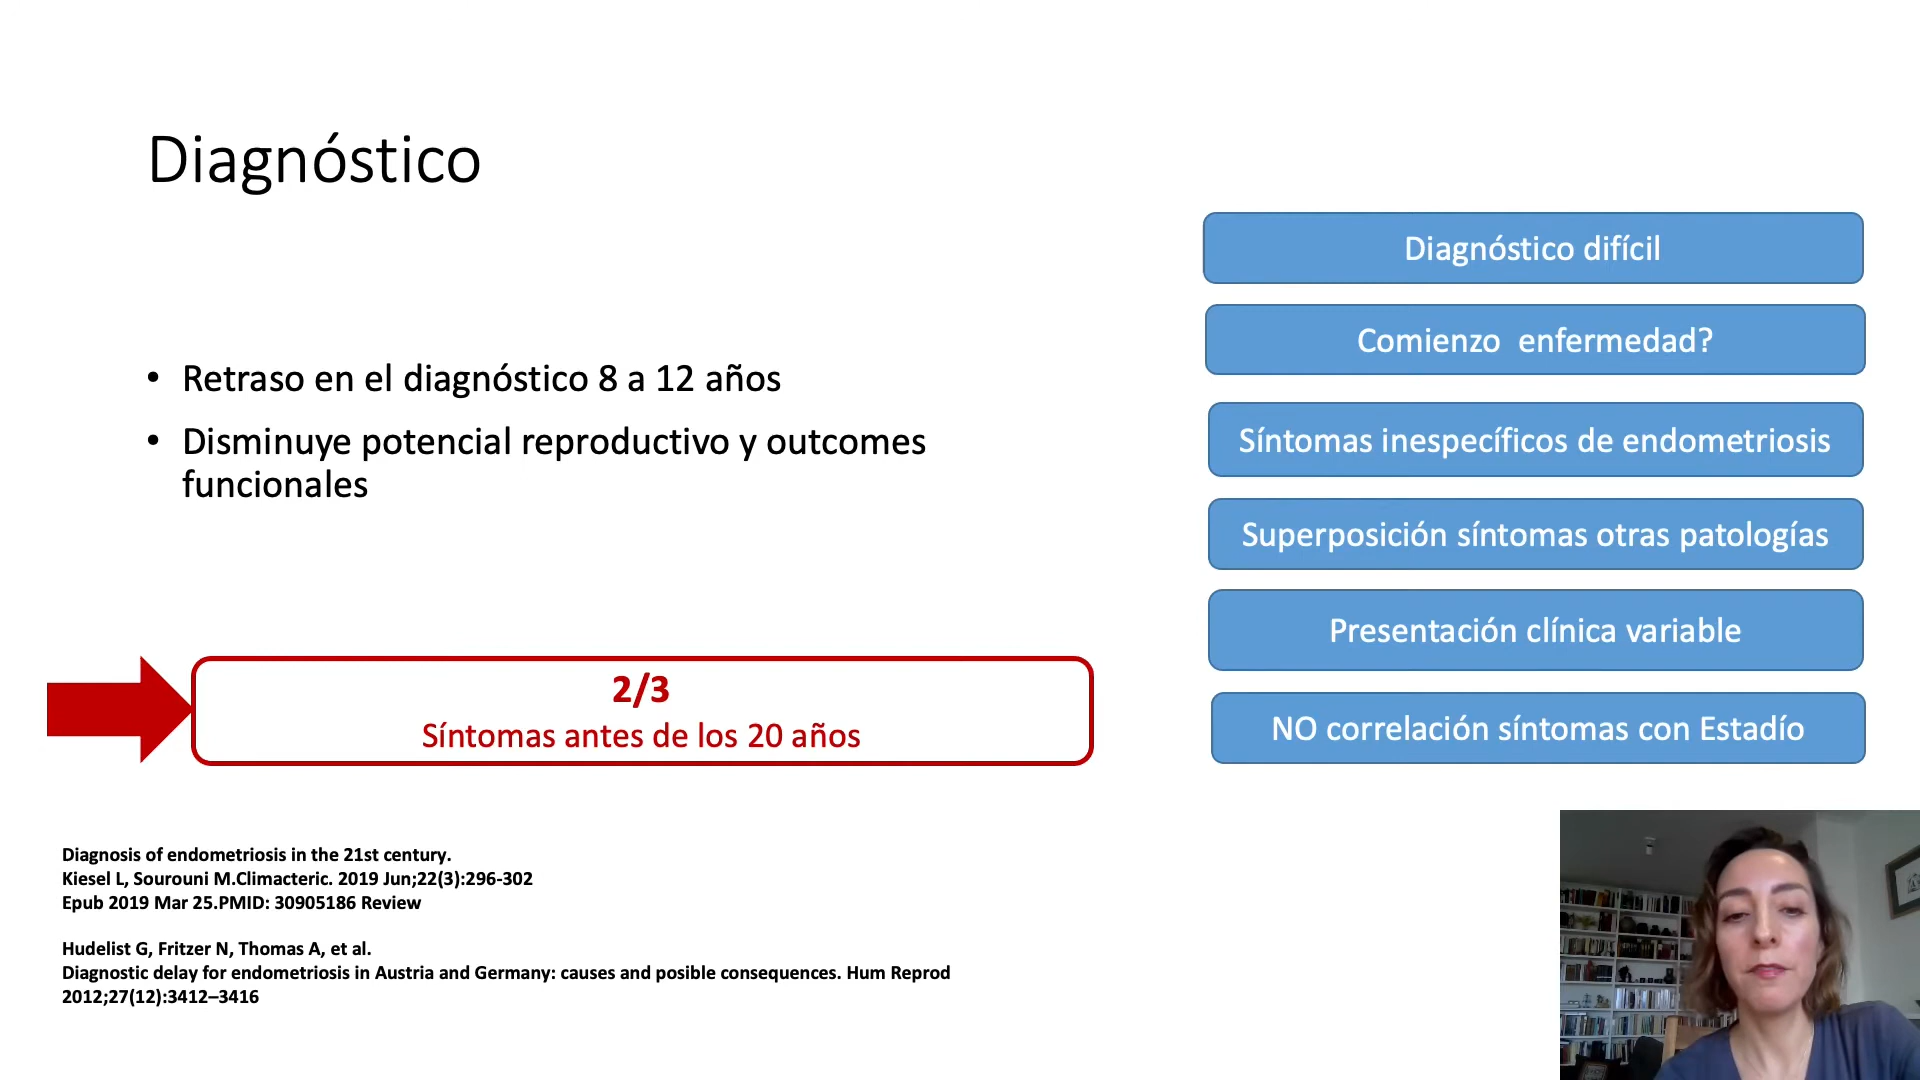 Diagnóstico
• Retraso en el diagnóstico 8 a 12 años
• Disminuye potencial reproductivo y outcomes
funcionales
2/3
Síntomas antes de los 20 años
Diagnóstico difícil
Comienzo  enfermedad?
Síntomas inespecíficos de endometriosis
Superposición síntomas otras patologías
Presentación clínica variable
NO correlación síntomas con Estadío
Diagnosis of endometriosis in the 21st century.
Kiesel L, Sourouni M.Climacteric. 2019 Jun;22(3):296-302
Epub 2019 Mar 25.PMID: 30905186 Review
Hudelist G, Fritzer N, Thomas A, et al.
Diagnostic delay for endometriosis in Austria and Germany: causes and posible consequences. Hum Reprod
2012;27(12):3412–3416